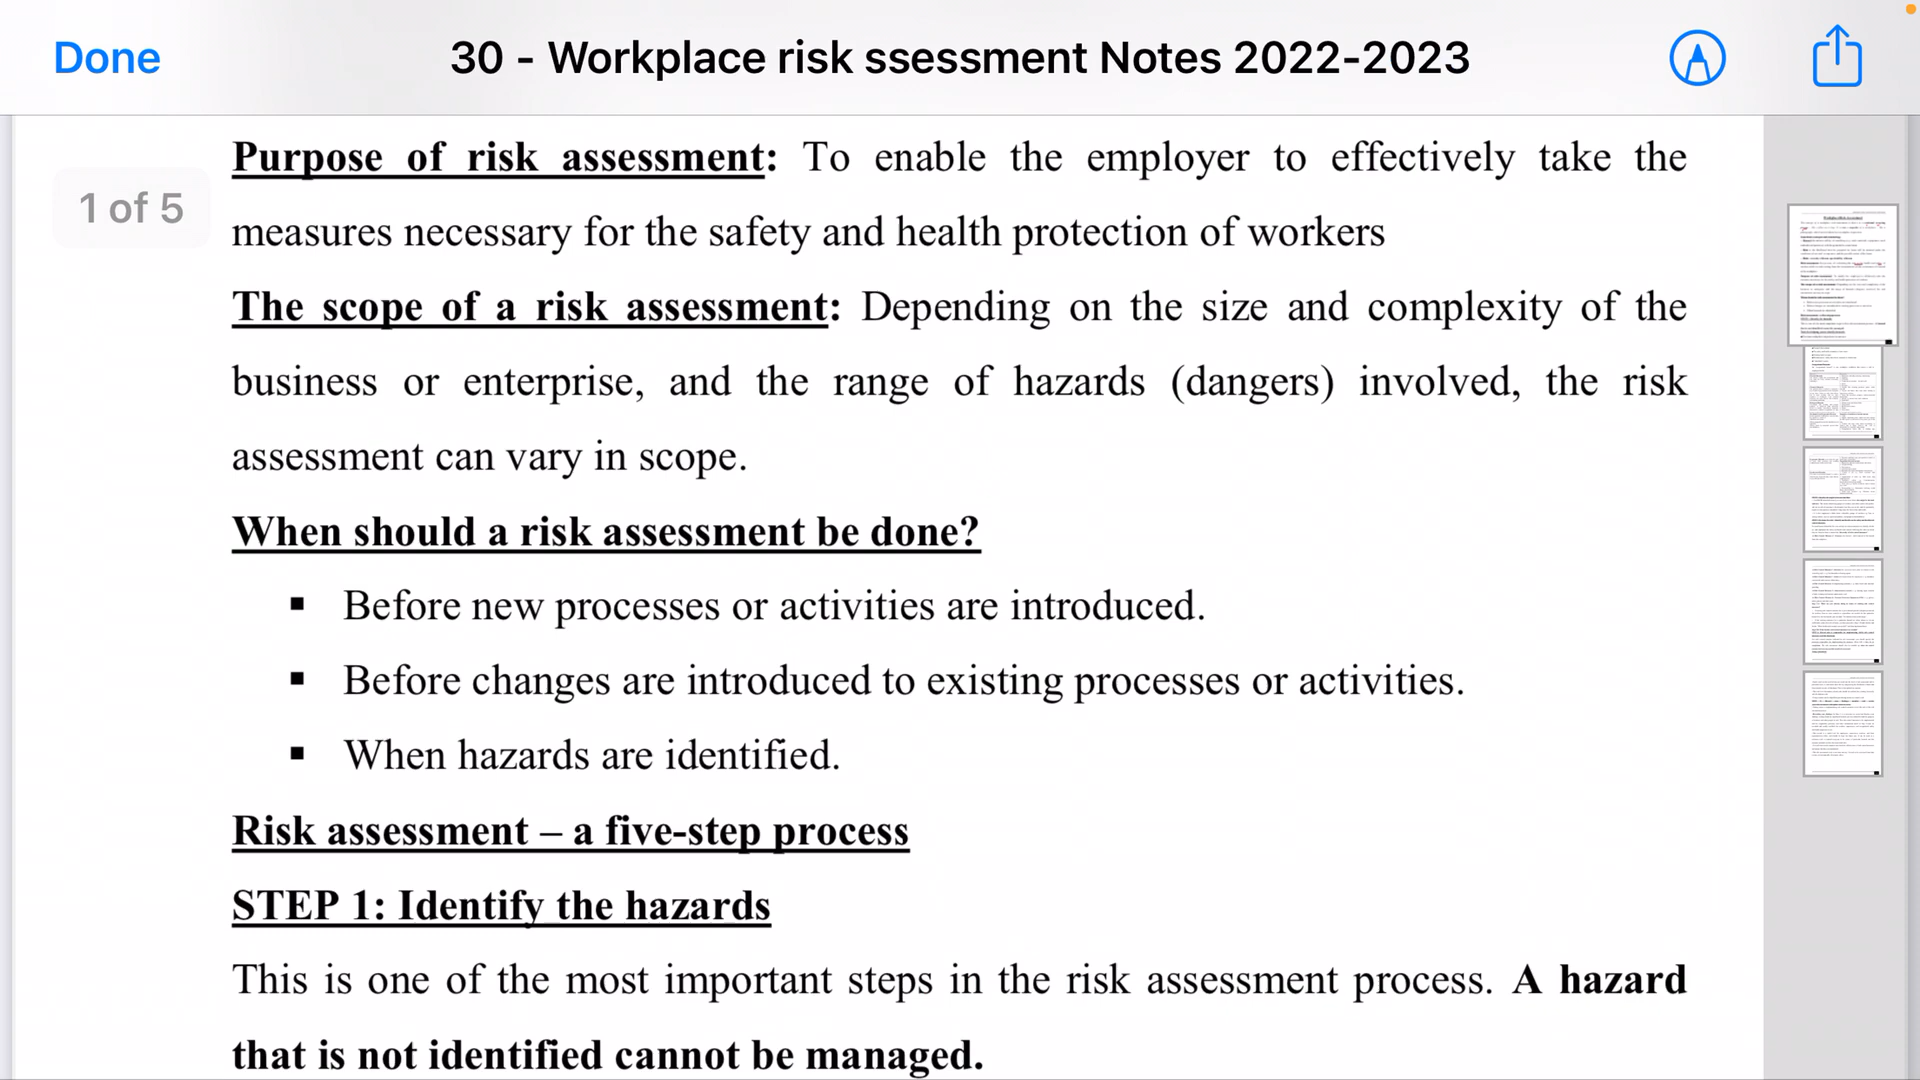 Done
30 - Workplace risk ssessment Notes 2022-2023
1 of 5
Purpose of risk assessment: To enable the employer to effectively take the
measures necessary for the safety and health protection of workers
The scope of a risk assessment: Depending on the size and complexity of the
business or enterprise, and the range of hazards (dangers) involved, the risk
assessment can vary in scope.
When should a risk assessment be done?
▪ Before new processes or activities are introduced.
▪ Before changes are introduced to existing processes or activities.
▪ When hazards are identified.
Risk assessment – a five-step process
STEP 1: Identify the hazards
This is one of the most important steps in the risk assessment process. A hazard
that is not identified cannot be managed.